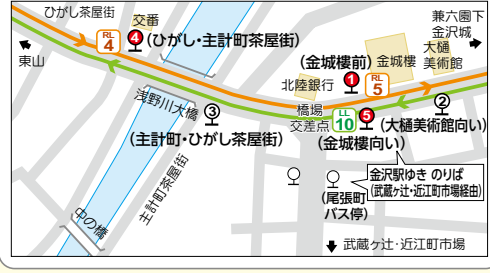 ひがし茶屋街
交番
兼六園下
金沢城
RL
4
4
(ひがし・主計町茶屋街)
東山
(金城樓前)
金城樓
大樋
美術館
北陸銀行
1
RL
5
浅野川大橋
3
橋場
交差点
LL
10
5
2
(主計町・ひがし茶屋街)
(大樋美術館向い)
(金城樓向い)
主計町茶屋街
金沢駅ゆき のりば
(武蔵ヶ辻・近江町市場経由)
(尾張町
バス停)
中の橋
武蔵ヶ辻・近江町市場